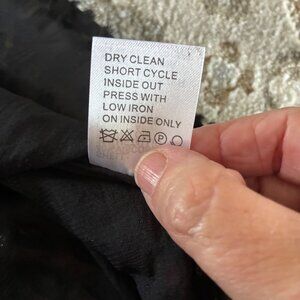 DRY CLEAN
SHORT CYCLE
INSIDE OUT
PRESS WITH
LOW IRON
ON INSIDE ONLY